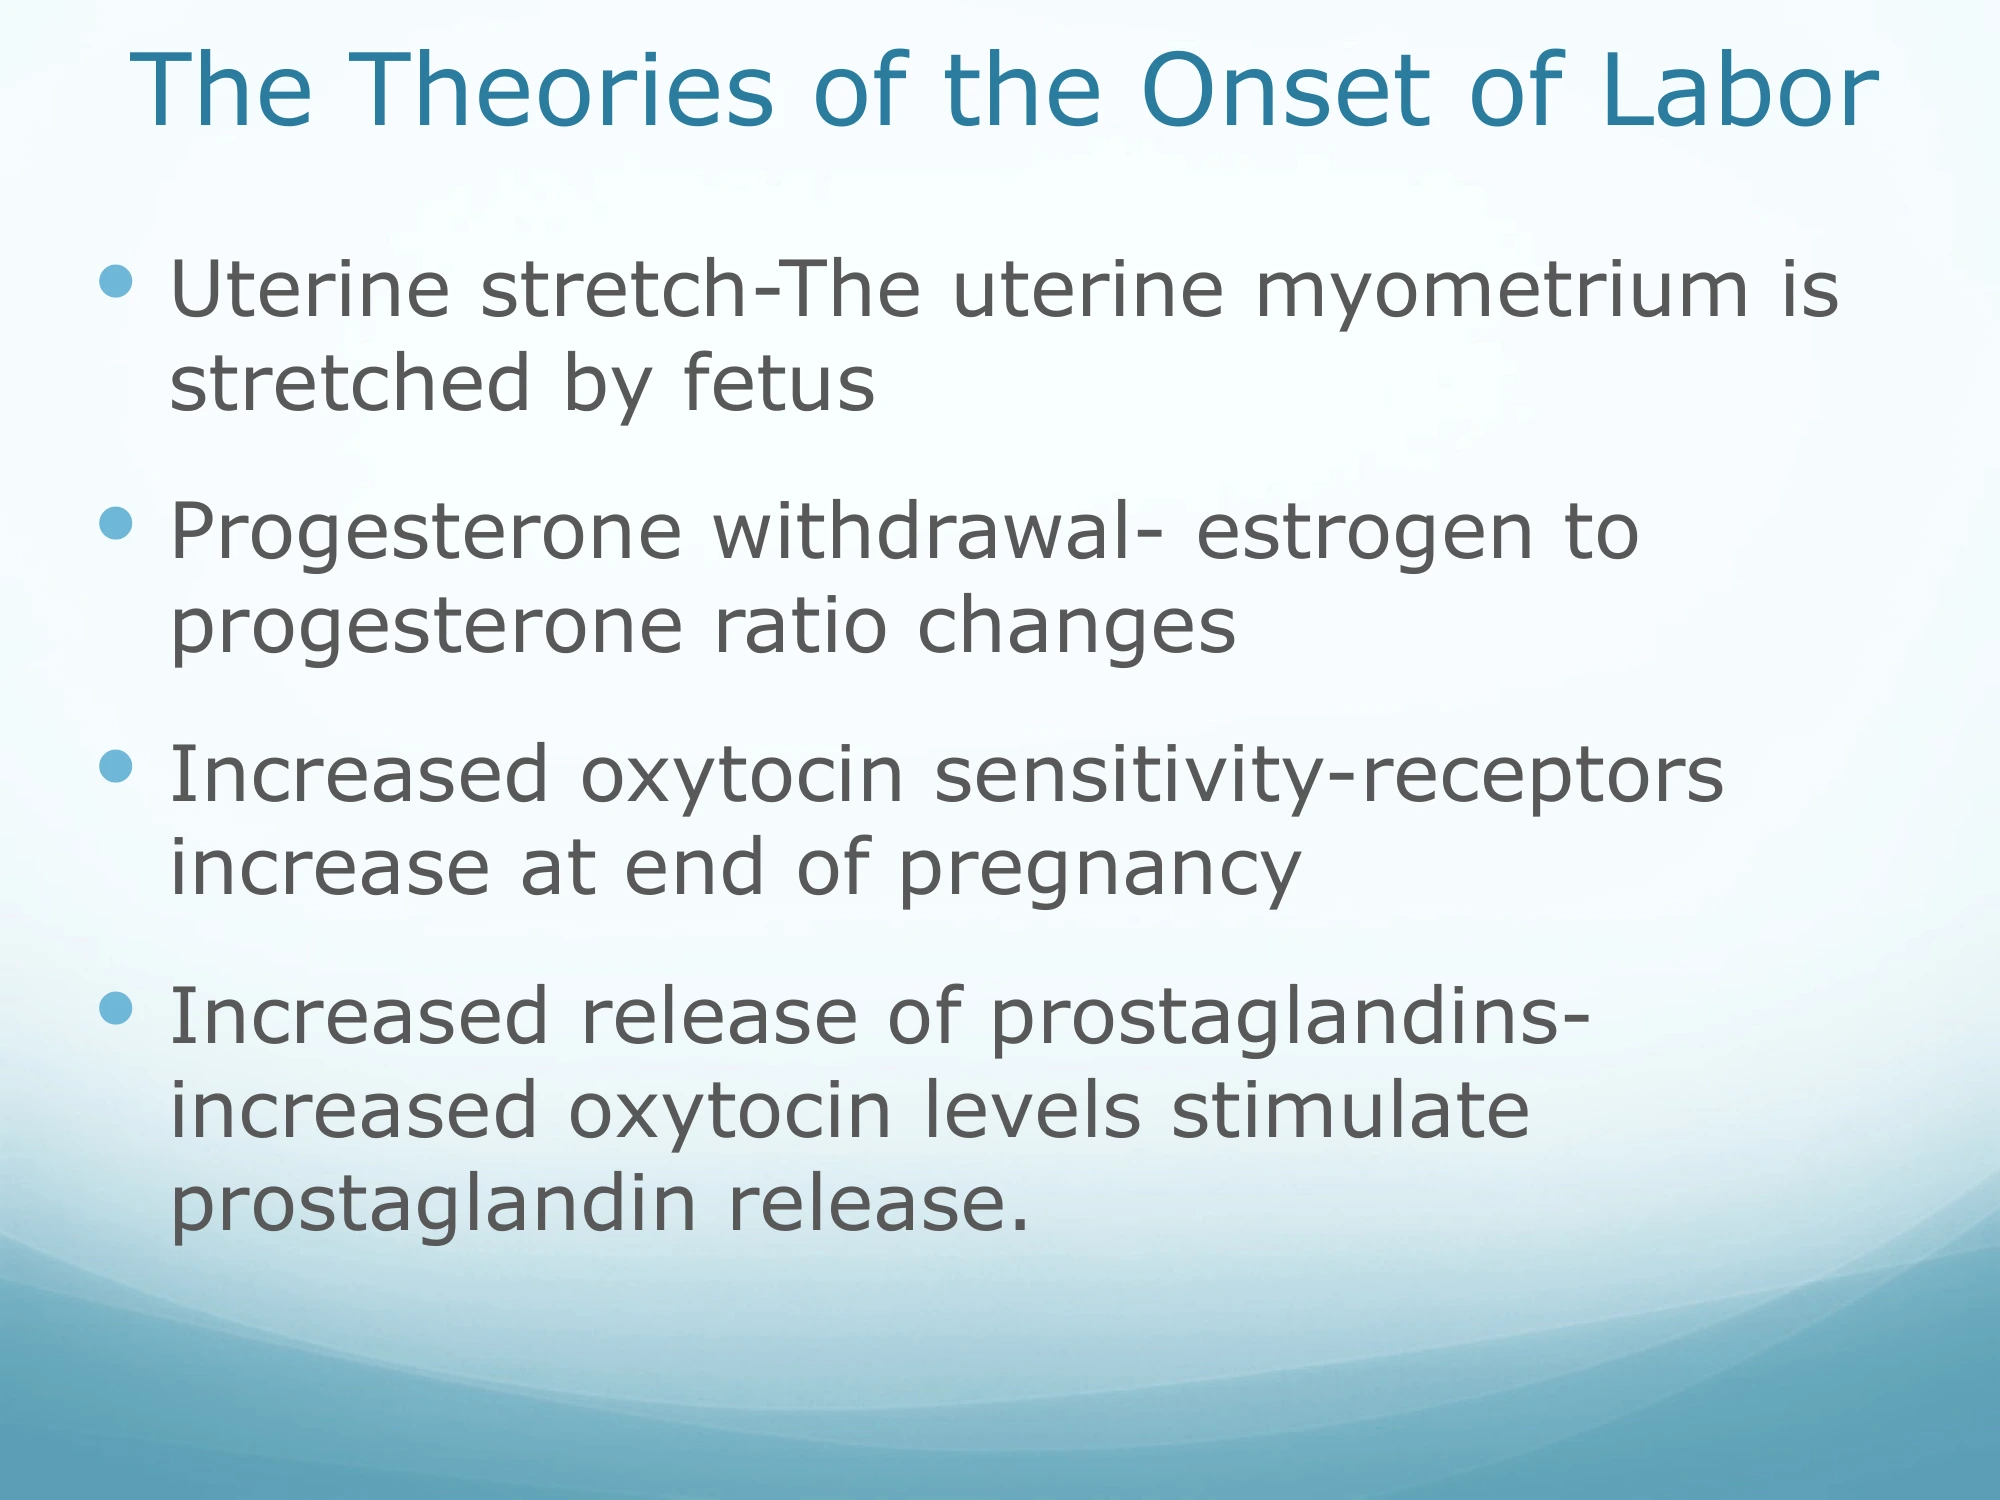 The Theories of the Onset of Labor
• Uterine stretch-The uterine myometrium is
stretched by fetus
• Progesterone withdrawal- estrogen to
progesterone ratio changes
• Increased oxytocin sensitivity-receptors
increase at end of pregnancy
• Increased release of prostaglandins-
increased oxytocin levels stimulate
prostaglandin release.